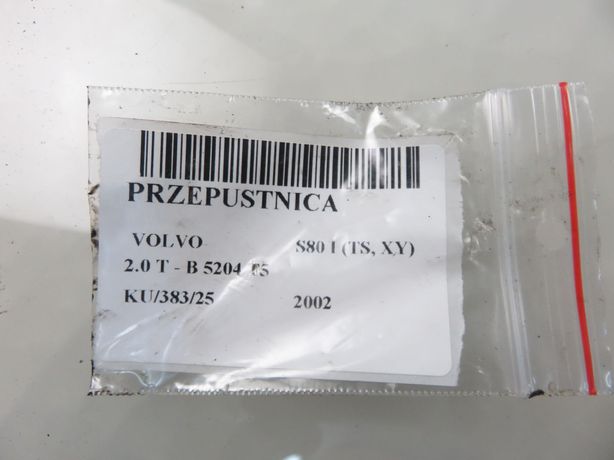 PRZEPUSTNICA
VOLVO S80 I (TS, XY)
2.0 T - B 5204 T5
KU/383/25 2002